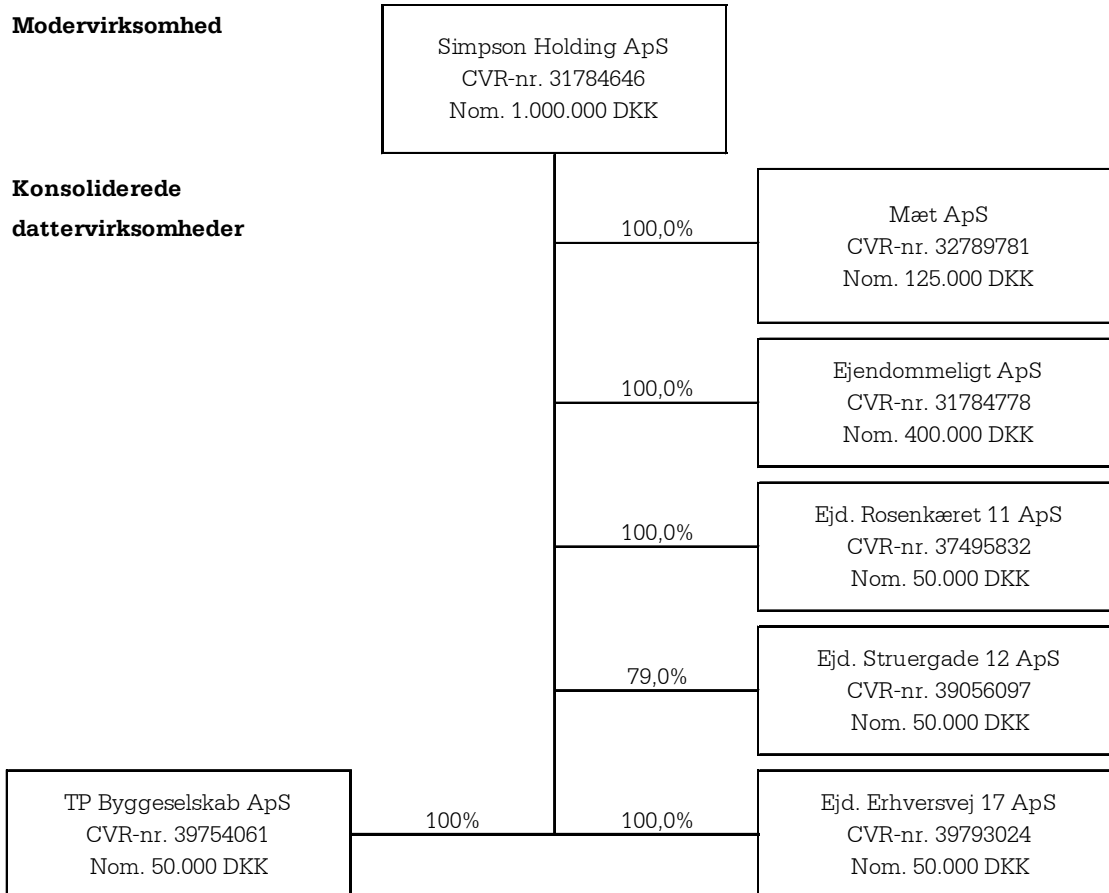 Modervirksomhed
Simpson Holding ApS
CVR-nr. 31784646
Nom. 1.000.000 DKK
Konsoliderede
dattervirksomheder
100,0%
Mæt ApS
CVR-nr. 32789781
Nom. 125.000 DKK
100,0%
Ejendommeligt ApS
CVR-nr. 31784778
Nom. 400.000 DKK
100,0%
Ejd. Rosenkæret 11 ApS
CVR-nr. 37495832
Nom. 50.000 DKK
79,0%
Ejd. Struergade 12 ApS
CVR-nr. 39056097
Nom. 50.000 DKK
TP Byggeselskab ApS
CVR-nr. 39754061
Nom. 50.000 DKK
100%
100,0%
Ejd. Erhversvej 17 ApS
CVR-nr. 39793024
Nom. 50.000 DKK